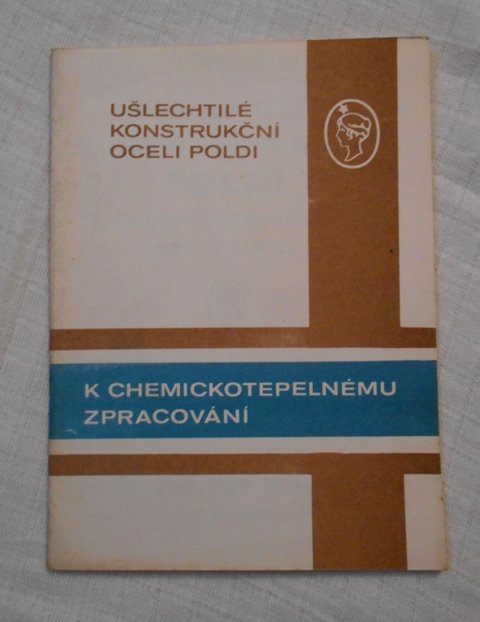 UŠLECHTILÉ
KONSTRUKČNÍ
OCELI POLDI
K CHEMICKOTEPELNÉMU
ZPRACOVÁNÍ